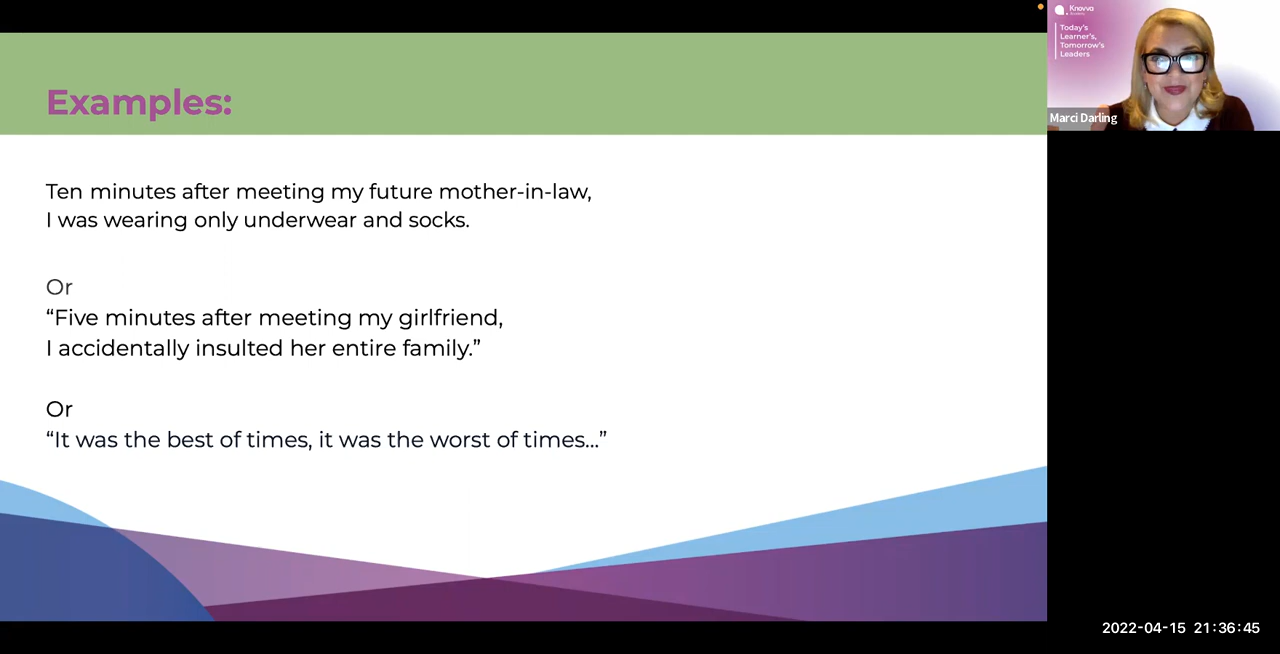 Examples:
Ten minutes after meeting my future mother-in-law,
I was wearing only underwear and socks.
Or
“Five minutes after meeting my girlfriend,
I accidentally insulted her entire family.”
Or
“It was the best of times, it was the worst of times...”
Knovva
Today's
Learner's,
Tomorrow's
Leaders
Marci Darling
2022-04-15 21:36:45